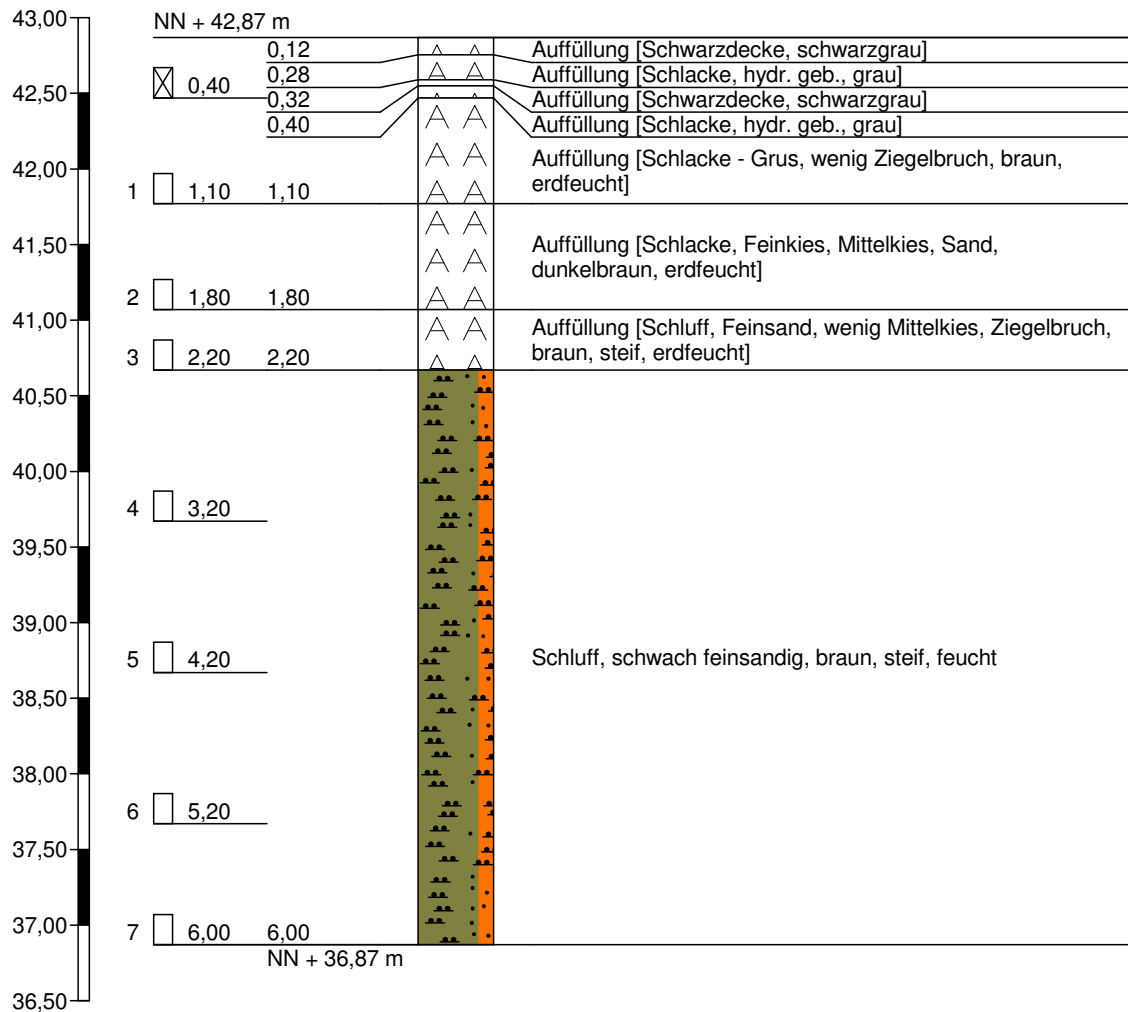 43,00
NN + 42,87 m
0,12 Auffüllung [Schwarzdecke, schwarzgrau]
0,40 0,28 Auffüllung [Schlacke, hydr. geb., grau]
42,50
0,32 Auffüllung [Schwarzdecke, schwarzgrau]
0,40 Auffüllung [Schlacke, hydr. geb., grau]
42,00
Auffüllung [Schlacke - Grus, wenig Ziegelbruch, braun,
erdfeucht]
1 1,10 1,10
41,50
Auffüllung [Schlacke, Feinkies, Mittelkies, Sand,
dunkelbraun, erdfeucht]
2 1,80 1,80
41,00
Auffüllung [Schluff, Feinsand, wenig Mittelkies, Ziegelbruch,
braun, steif, erdfeucht]
3 2,20 2,20
40,50
40,00
4 3,20
39,50
39,00
5 4,20 Schluff, schwach feinsandig, braun, steif, feucht
38,50
38,00
6 5,20
37,50
37,00
7 6,00 6,00
NN + 36,87 m
36,50